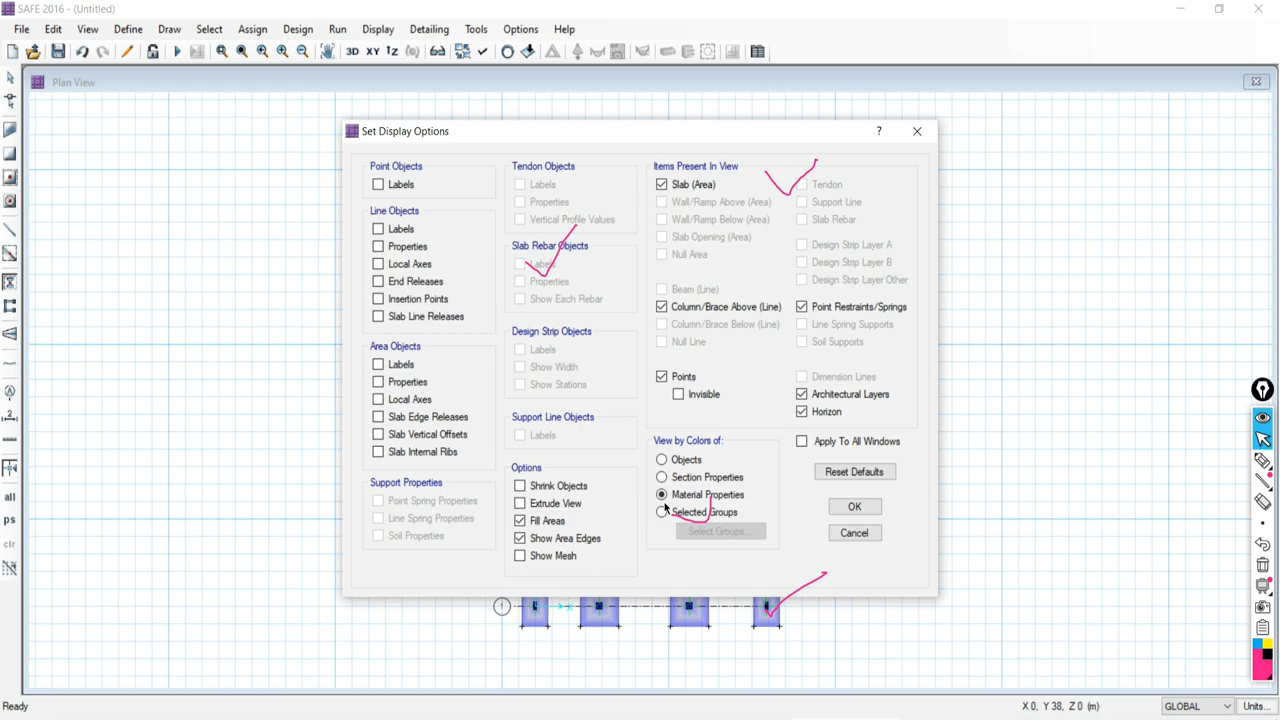 SAFE 2016 - (Untitled)
File Edit View Define Draw Select Assign Design Run Display Detailing Tools Options Help
3D XY
Plan View
Set Display Options
?
Point Objects
Labels
Line Objects
Labels
Properties
Local Axes
End Releases
Insertion Points
Slab Line Releases
Area Objects
Labels
Properties
Local Axes
Slab Edge Releases
Slab Vertical Offsets
Slab Internal Ribs
Support Properties
Point Spring Properties
Line Spring Properties
Soil Properties
Tendon Objects
Labels
Properties
Vertical Profile Values
Slab Rebar Objects
Labels
Properties
Show Each Rebar
Design Strip Objects
Labels
Show Width
Show Stations
Support Line Objects
Labels
Options
Shrink Objects
Extrude View
Fill Areas
Show Area Edges
Show Mesh
Items Present In View
Slab (Area)
Wall/Ramp Above (Area)
Wall/Ramp Below (Area)
Slab Opening (Area)
Null Area
Beam (Line)
Column/Brace Above (Line)
Column/Brace Below (Line)
Null Line
Points
Invisible
Tendon
Support Line
Slab Rebar
Design Strip Layer A
Design Strip Layer B
Design Strip Layer Other
Point Restraints/Springs
Line Spring Supports
Soil Supports
Dimension Lines
Architectural Layers
Horizon
View by Colors of:
Objects
Section Properties
Material Properties
Selected Groups
Select Groups...
Apply To All Windows
Reset Defaults
OK
Cancel
all
ps
clr
1
Ready
X 0, Y 38, Z 0 (m)
GLOBAL
Units...